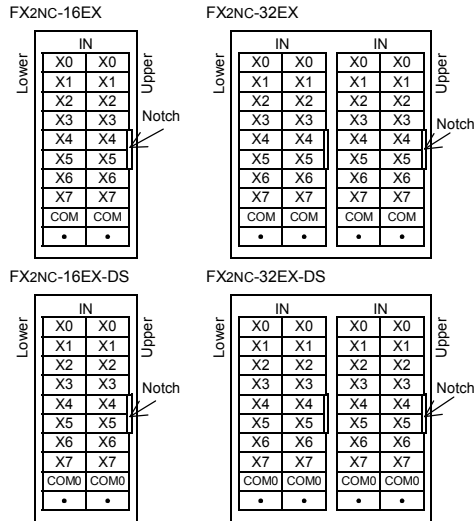 FX2NC-16EX
IN
Lower
Upper
X0 X0
X1 X1
X2 X2
X3 X3
X4 X4
X5 X5
X6 X6
X7 X7
COM COM
• •
Notch
FX2NC-32EX
IN IN
Lower
Upper
X0 X0 X0 X0
X1 X1 X1 X1
X2 X2 X2 X2
X3 X3 X3 X3
X4 X4 X4 X4
X5 X5 X5 X5
X6 X6 X6 X6
X7 X7 X7 X7
COM COM COM COM
• • • •
Notch
FX2NC-16EX-DS
IN
Lower
Upper
X0 X0
X1 X1
X2 X2
X3 X3
X4 X4
X5 X5
X6 X6
X7 X7
COM0 COM0
• •
Notch
FX2NC-32EX-DS
IN IN
Lower
Upper
X0 X0 X0 X0
X1 X1 X1 X1
X2 X2 X2 X2
X3 X3 X3 X3
X4 X4 X4 X4
X5 X5 X5 X5
X6 X6 X6 X6
X7 X7 X7 X7
COM0 COM0 COM0 COM0
• • • •
Notch